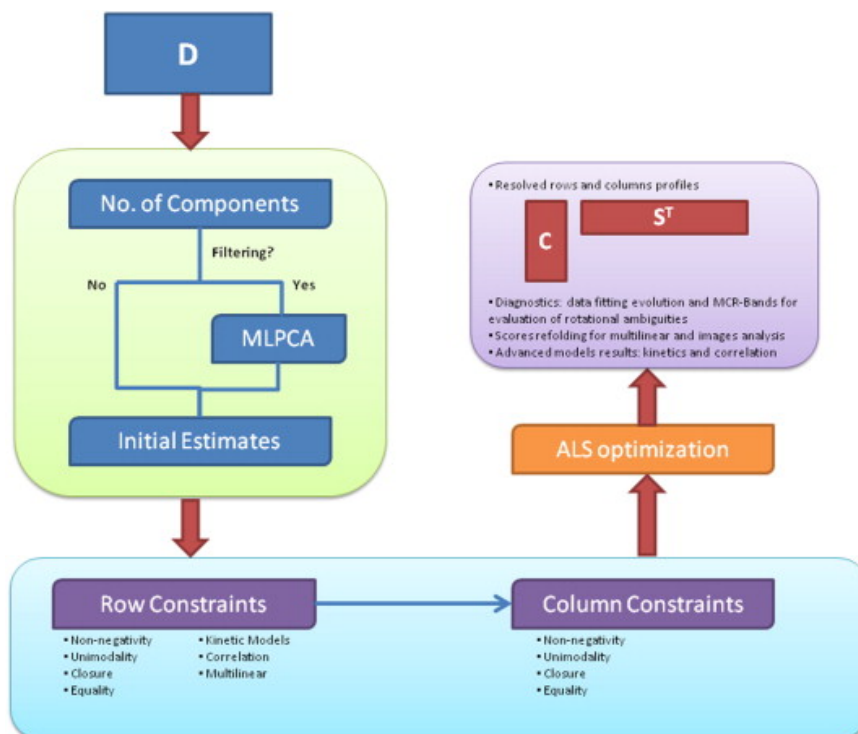 D
No. of Components
Filtering?
No
Yes
MLPCA
Initial Estimates
Row Constraints
▪ Non-negativity
▪ Unimodality
▪ Closure
▪ Equality
▪ Kinetic Models
▪ Correlation
▪ Multilinear
Column Constraints
▪ Non-negativity
▪ Unimodality
▪ Closure
▪ Equality
ALS optimization
▪ Resolved rows and columns profiles
C
Sᵀ
▪ Diagnostics: data fitting evolution and MCR-Bands for
evaluation of rotational ambiguities
▪ Scores refolding for multilinear and images analysis
▪ Advanced models results: kinetics and correlation